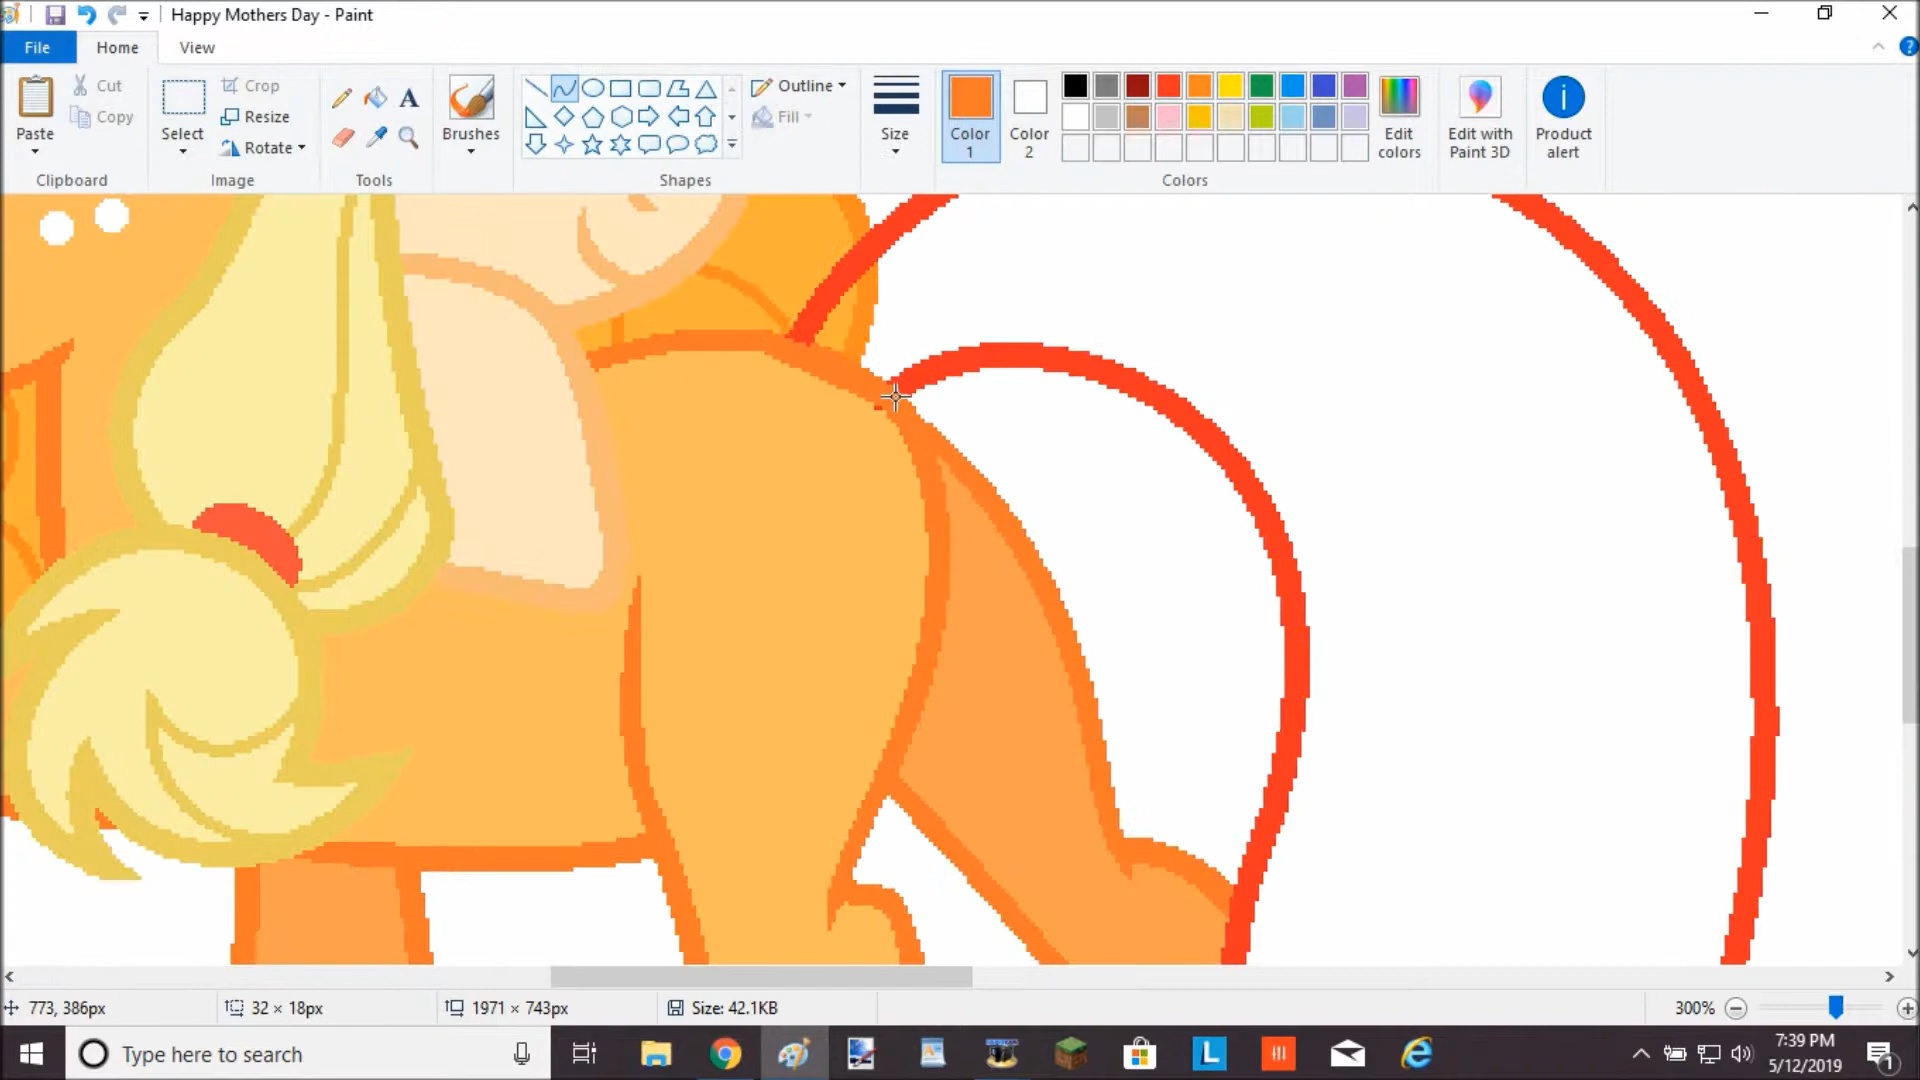 Happy Mothers Day - Paint
File Home View
Paste
Cut
Copy
Clipboard
Select
Crop
Resize
Rotate
Image
A
Tools
Brushes
Outline
Fill
Shapes
Size
Color 1
Color 2
Edit colors
Colors
Edit with Paint 3D
Product alert
773, 386px 32 × 18px 1971 × 743px Size: 42.1KB 300%
Type here to search
L
7:39 PM
5/12/2019
1